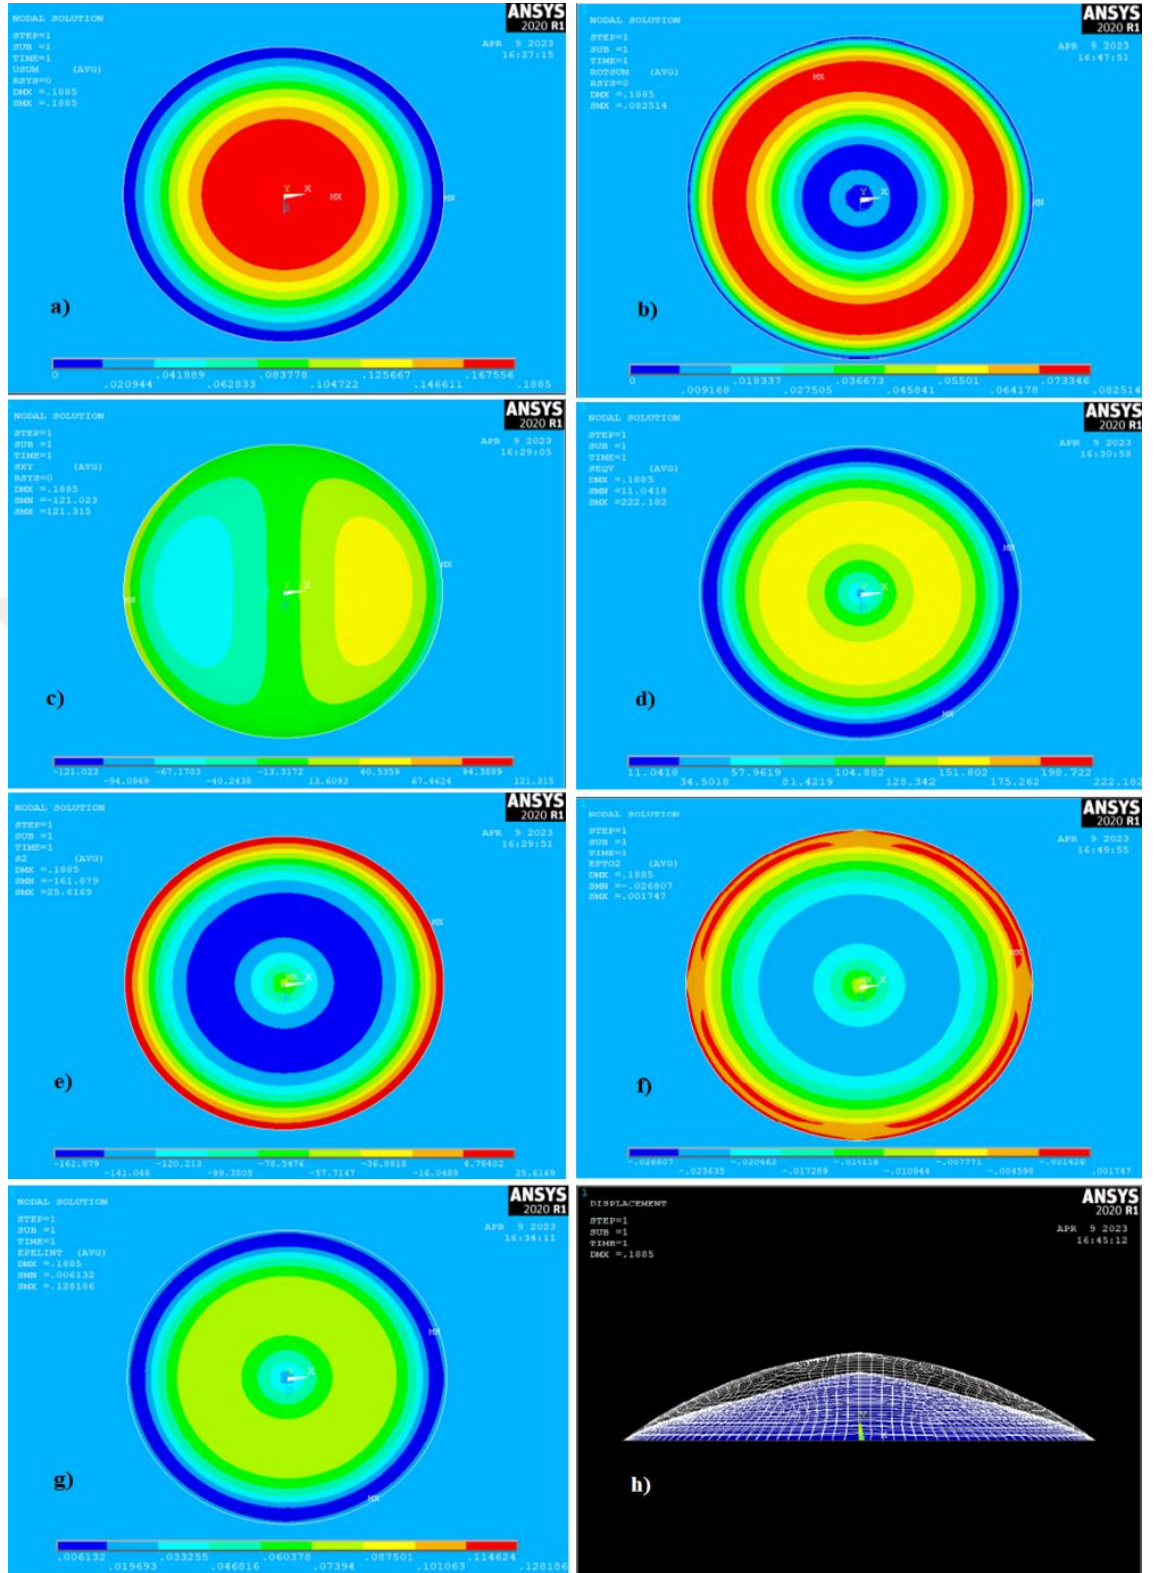 NODAL SOLUTION
STEP=1
SUB =1
TIME=1
USUM (AVG)
RSYS=0
DMX =.1885
SMX =.1885
ANSYS
2020 R1
APR 9 2023
16:27:15
Y X
MX
MN
a)
0 .020944 .041889 .062833 .083778 .104722 .125667 .146611 .167556 .1885
1
NODAL SOLUTION
STEP=1
SUB =1
TIME=1
ROTSUM (AVG)
RSYS=0
DMX =.1885
SMX =.082514
ANSYS
2020 R1
APR 9 2023
16:47:51
MX
Y X
MN
b)
0 .009168 .018337 .027505 .036673 .045841 .05501 .064178 .073346 .082514
NODAL SOLUTION
STEP=1
SUB =1
TIME=1
SXY (AVG)
RSYS=0
DMX =.1885
SMN =-121.023
SMX =121.315
ANSYS
2020 R1
APR 9 2023
16:29:05
MX
Y X
MN
c)
-121.023 -94.0969 -67.1703 -40.2438 -13.3172 13.6093 40.5359 67.4624 94.3889 121.315
1
NODAL SOLUTION
STEP=1
SUB =1
TIME=1
SEQV (AVG)
DMX =.1885
SMN =11.0418
SMX =222.182
ANSYS
2020 R1
APR 9 2023
16:30:58
MN
X
MX
d)
11.0418 34.5018 57.9619 81.4219 104.882 128.342 151.802 175.262 198.722 222.182
NODAL SOLUTION
STEP=1
SUB =1
TIME=1
S2 (AVG)
DMX =.1885
SMN =-161.879
SMX =25.6169
ANSYS
2020 R1
APR 9 2023
16:29:51
MX
X
e)
-161.879 -141.046 -120.213 -99.3805 -78.5476 -57.7147 -36.8818 -16.0489 4.78402 25.6169
1
NODAL SOLUTION
STEP=1
SUB =1
TIME=1
EPTO2 (AVG)
DMX =.1885
SMN =-.026807
SMX =.001747
ANSYS
2020 R1
APR 9 2023
16:49:55
MX
X
f)
-.026807 -.023635 -.020462 -.017289 -.014116 -.010944 -.007771 -.004598 -.001426 .001747
NODAL SOLUTION
STEP=1
SUB =1
TIME=1
EPELINT (AVG)
DMX =.1885
SMN =.006132
SMX =.128186
ANSYS
2020 R1
APR 9 2023
16:34:11
MN
X
MX
g)
.006132 .019693 .033255 .046816 .060378 .07394 .087501 .101063 .114624 .128186
1
DISPLACEMENT
STEP=1
SUB =1
TIME=1
DMX =.1885
ANSYS
2020 R1
APR 9 2023
16:45:12
Y
X
h)